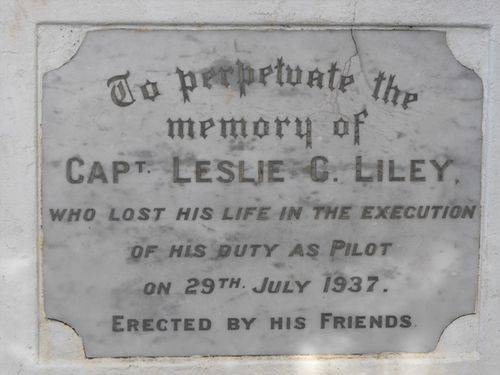 To perpetuate the
memory of
CAPT. LESLIE C. LILEY,
WHO LOST HIS LIFE IN THE EXECUTION
OF HIS DUTY AS PILOT
ON 29TH. JULY 1937.
ERECTED BY HIS FRIENDS